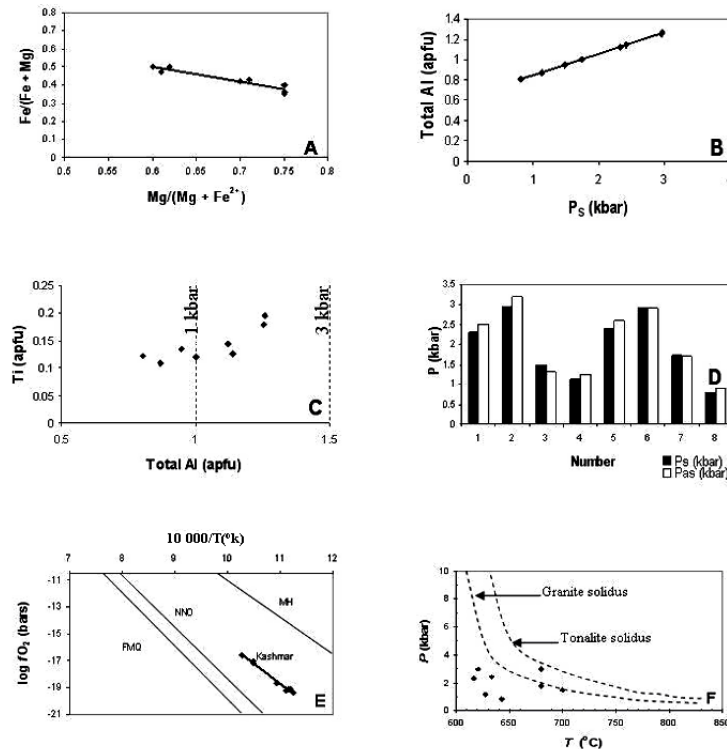 Fe/(Fe + Mg)
0.8
0.7
0.6
0.5
0.4
0.3
0.2
0.1
0
0.5 0.55 0.6 0.65 0.7 0.75 0.8
Mg/(Mg + Fe2+)
A
Total Al (apfu)
1.4
1.2
1
0.8
0.6
0.4
0.2
0
0 1 2 3
PS (kbar)
B
Ti (apfu)
0.25
0.2
0.15
0.1
0.05
0
0.5 1 1.5
1 kbar
3 kbar
Total Al (apfu)
C
P (kbar)
3.5
3
2.5
2
1.5
1
0.5
0
1 2 3 4 5 6 7 8
Number
D
Ps (kbar)
Pas (kbar)
10 000/T(°k)
7 8 9 10 11 12
log fO2 (bars)
-11
-13
-15
-17
-19
-21
FMQ
NNO
MH
Kashmar
E
P (kbar)
10
8
6
4
2
0
600 650 700 750 800 850
Granite solidus
Tonalite solidus
F
T (°C)